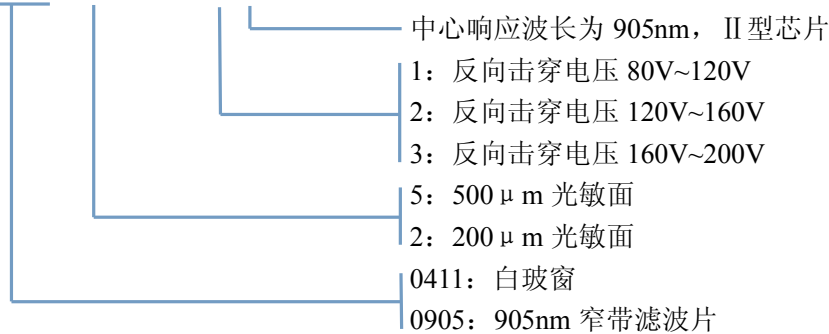 中心响应波长为 905nm，Ⅱ型芯片
1：反向击穿电压 80V~120V
2：反向击穿电压 120V~160V
3：反向击穿电压 160V~200V
5：500μm 光敏面
2：200μm 光敏面
0411：白玻窗
0905：905nm 窄带滤波片